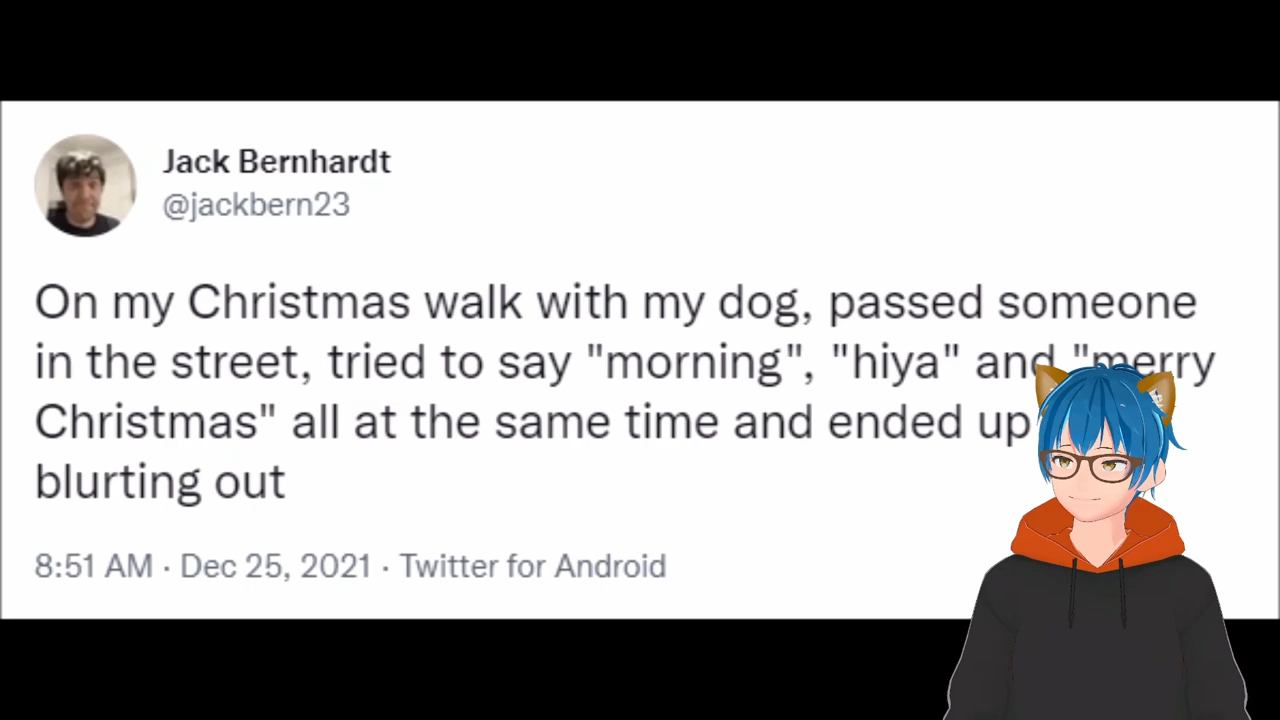 Jack Bernhardt
@jackbern23
On my Christmas walk with my dog, passed someone
in the street, tried to say "morning", "hiya" and "merry
Christmas" all at the same time and ended up
blurting out
8:51 AM · Dec 25, 2021 · Twitter for Android